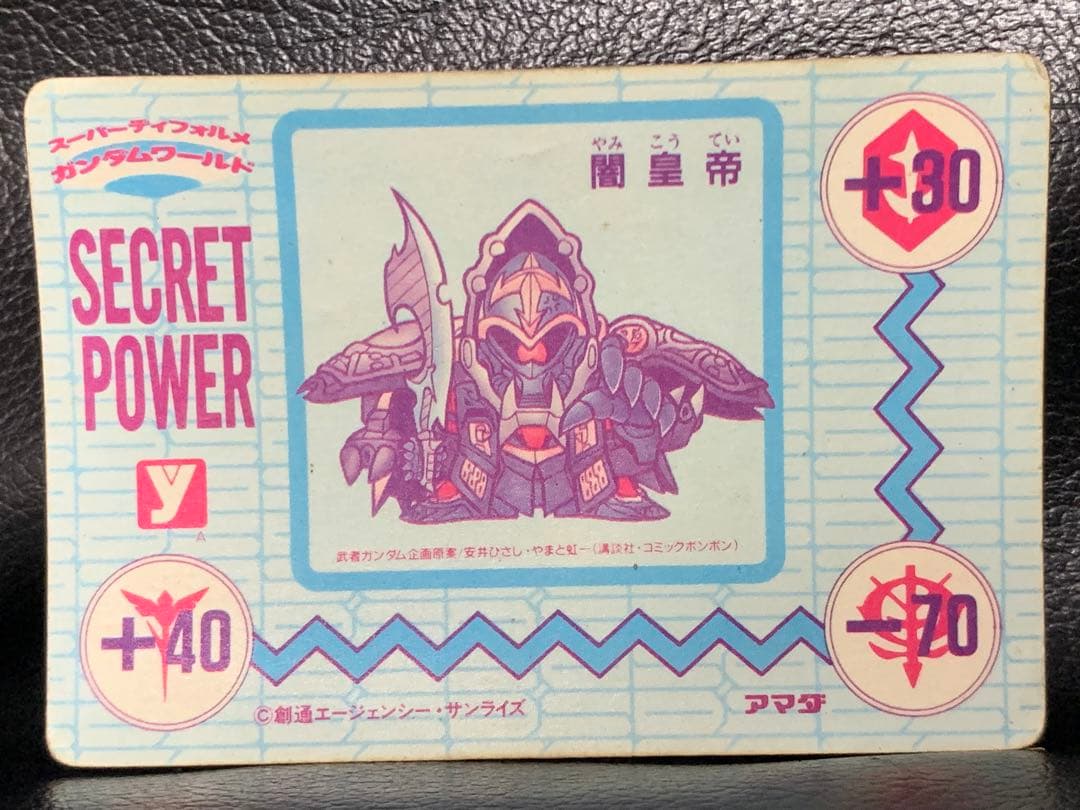 スーパーディフォルメ
ガンダムワールド
SECRET
POWER
y
A
やみ こう てい
闇皇帝
+30
武者ガンダム企画原案/安井ひさし・やまと虹一(講談社・コミックボンボン)
+40
-70
©創通エージェンシー・サンライズ
アマダ